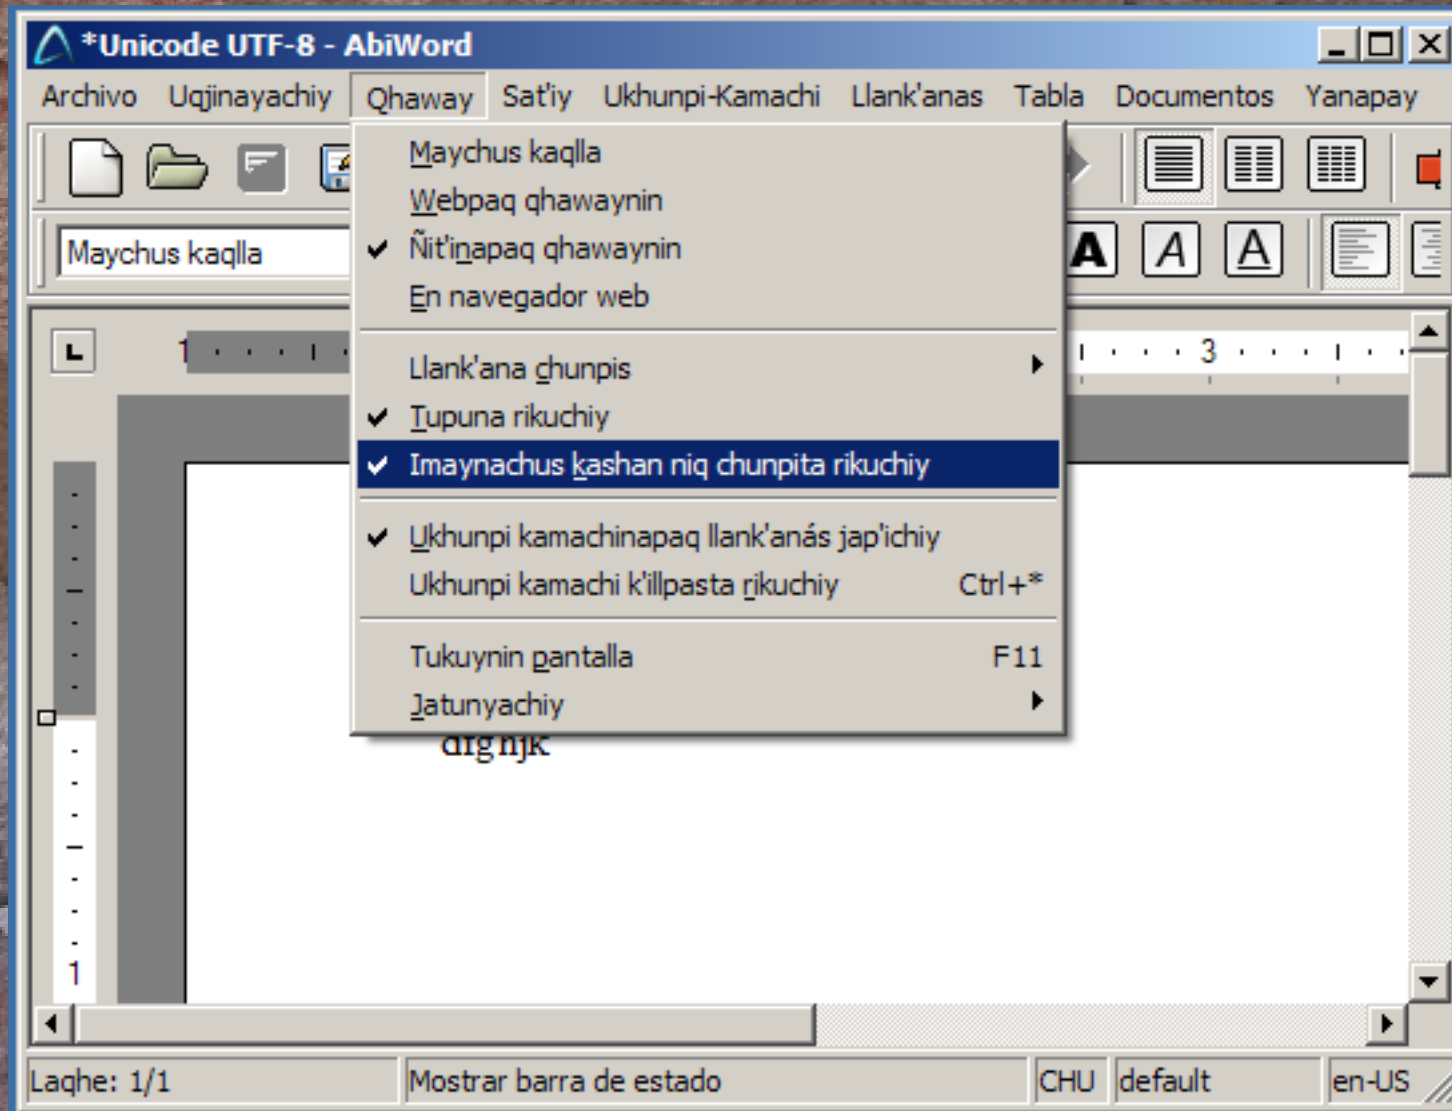 *Unicode UTF-8 - AbiWord
Archivo Uqjinayachiy Qhaway Sat'iy Ukhunpi-Kamachi Llank'anas Tabla Documentos Yanapay
Maychus kaqlla
Webpaq qhawaynin
Maychus kaqlla
Ñit'inapaq qhawaynin
A A A
En navegador web
L 1 3
Llank'ana chunpis
Tupuna rikuchiy
Imaynachus kashan niq chunpita rikuchiy
Ukhunpi kamachinapaq llank'anás jap'ichiy
Ukhunpi kamachi k'illpasta rikuchiy Ctrl+*
Tukuynin pantalla F11
Jatunyachiy
dfghjk
1
Laqhe: 1/1 Mostrar barra de estado CHU default en-US